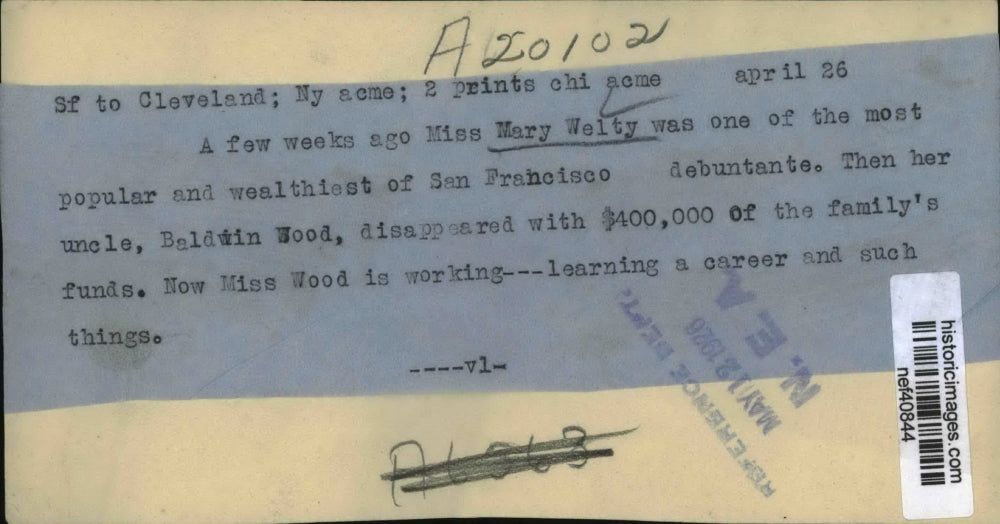 A20102
Sf to Cleveland; Ny acme; 2 prints chi acme april 26
A few weeks ago Miss Mary Welty was one of the most
popular and wealthiest of San Francisco debuntante. Then her
uncle, Baldwin Wood, disappeared with $400,000 of the family's
funds. Now Miss Wood is working---learning a career and such
things.
----vl-
REFERENCE DEPT.
MAY 12 1926
N. E. A.
historicimages.com
nef40844